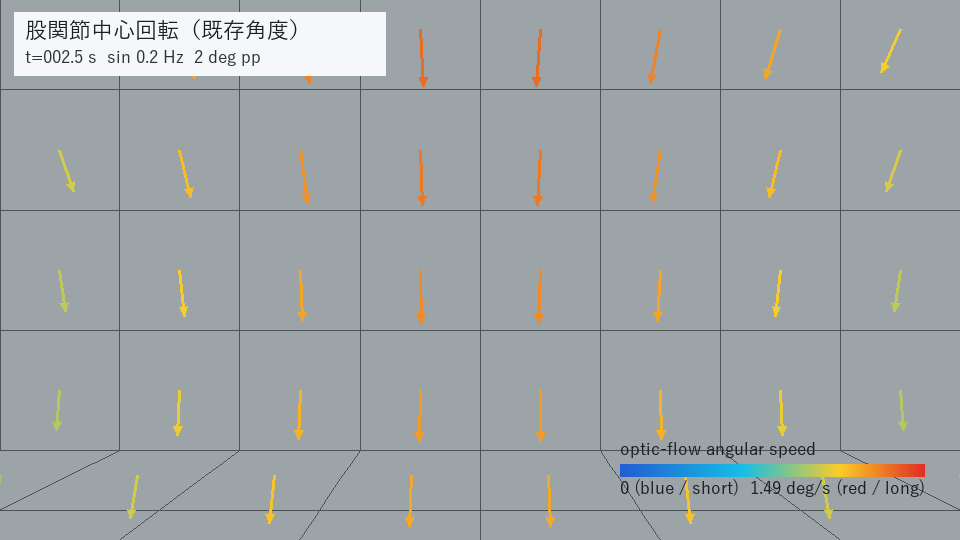 股関節中心回転（既存角度）
t=002.5 s  sin 0.2 Hz  2 deg pp
optic-flow angular speed
0 (blue / short)  1.49 deg/s (red / long)